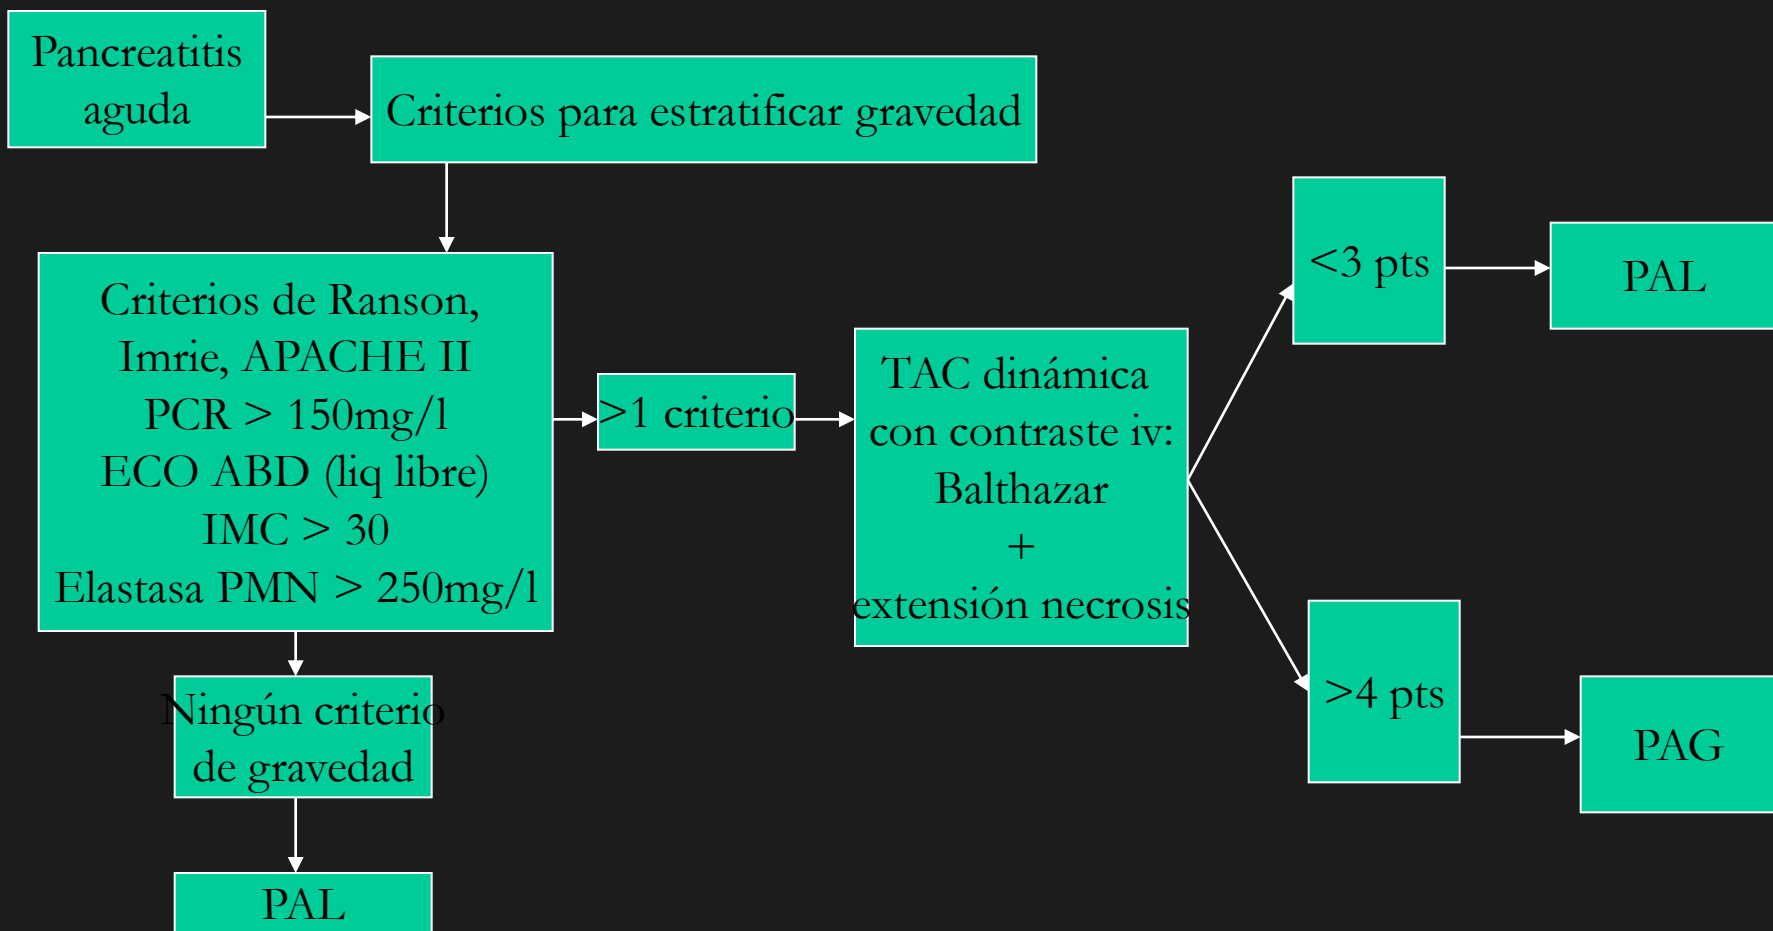 Pancreatitis
aguda
Criterios para estratificar gravedad
Criterios de Ranson,
Imrie, APACHE II
PCR > 150mg/l
ECO ABD (liq libre)
IMC > 30
Elastasa PMN > 250mg/l
>1 criterio
TAC dinámica
con contraste iv:
Balthazar
+
extensión necrosis
<3 pts
PAL
>4 pts
PAG
Ningún criterio
de gravedad
PAL